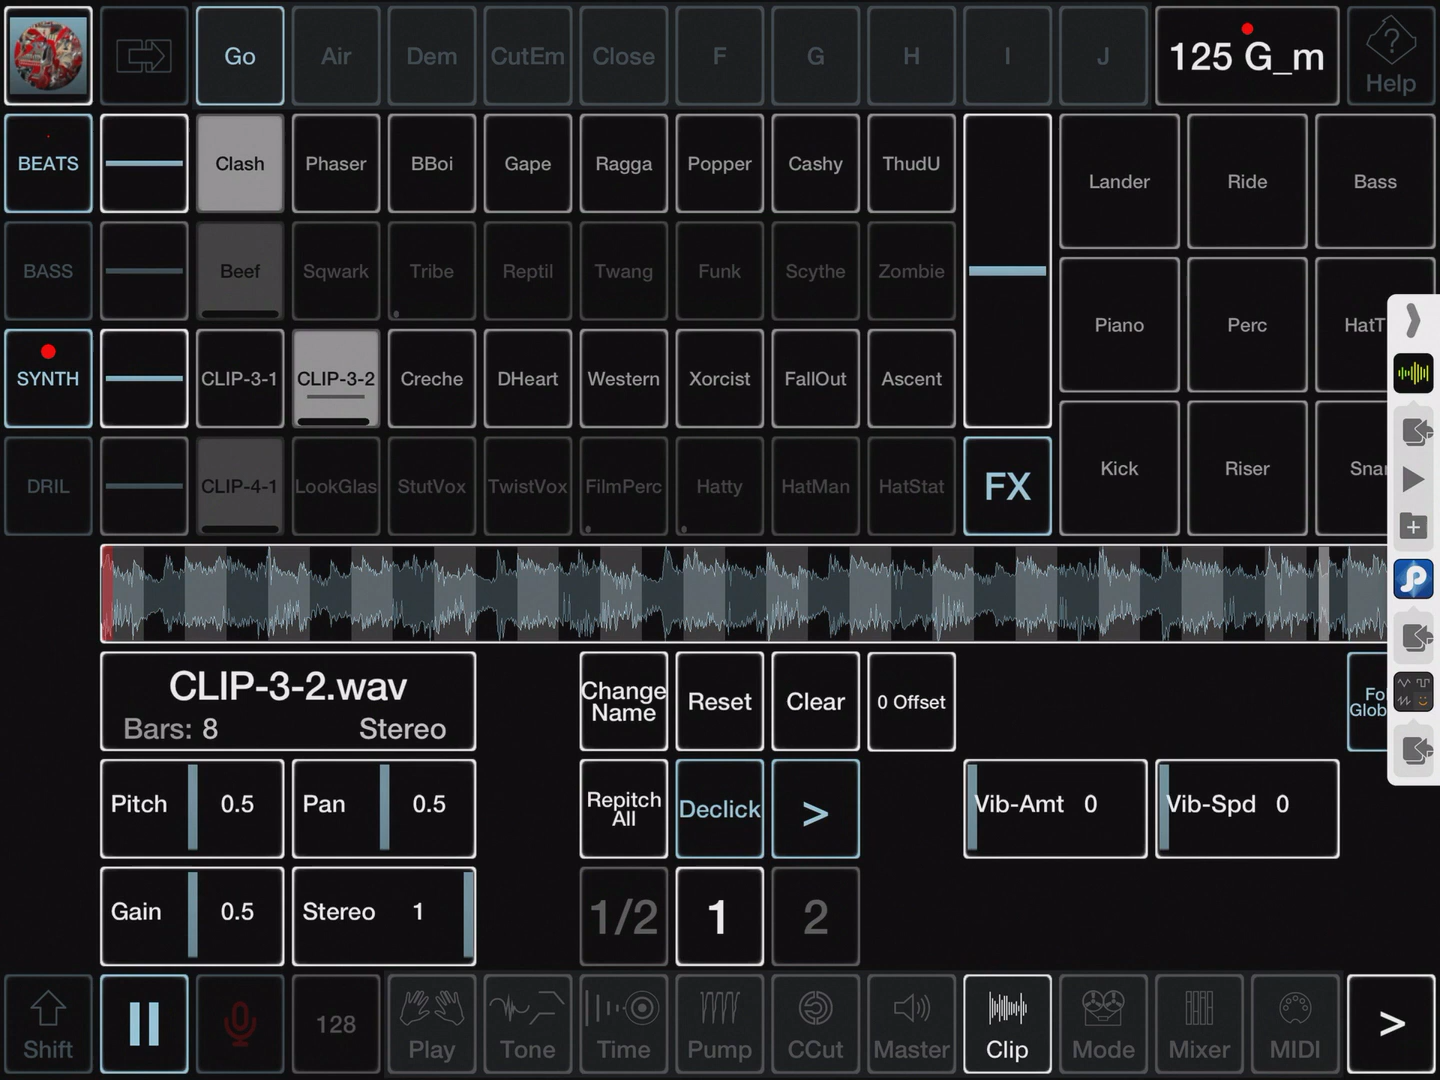 Go Air Dem CutEm Close F G H I J 125 G_m Help
BEATS Clash Phaser BBoi Gape Ragga Popper Cashy ThudU Lander Ride Bass
BASS Beef Sqwark Tribe Reptil Twang Funk Scythe Zombie
Piano Perc
SYNTH CLIP-3-1 CLIP-3-2 Creche DHeart Western Xorcist FallOut Ascent
DRIL CLIP-4-1 LookGlas StutVox TwistVox FilmPerc Hatty HatMan HatStat FX Kick Riser
CLIP-3-2.wav
Bars: 8 Stereo
Change
Name
Reset Clear 0 Offset
Pitch 0.5 Pan 0.5
Repitch
All
Declick > Vib-Amt 0 Vib-Spd 0
Gain 0.5 Stereo 1 1/2 1 2
Shift 128 Play Tone Time Pump CCut Master Clip Mode Mixer MIDI >